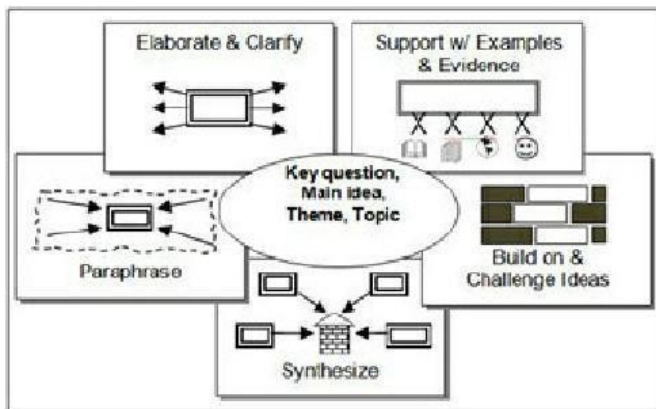 Elaborate & Clarify
Support w/ Examples
& Evidence
Key question,
Main idea,
Theme, Topic
Paraphrase
Build on &
Challenge Ideas
Synthesize